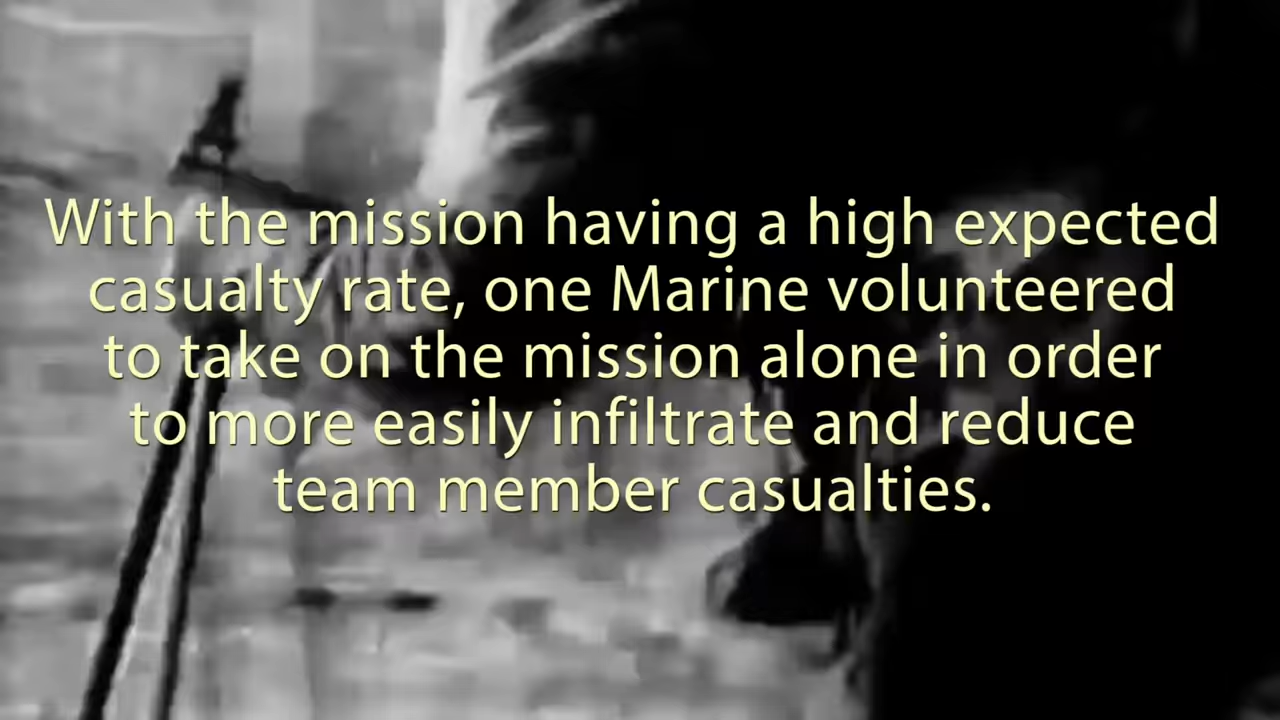 With the mission having a high expected
casualty rate, one Marine volunteered
to take on the mission alone in order
to more easily infiltrate and reduce
team member casualties.